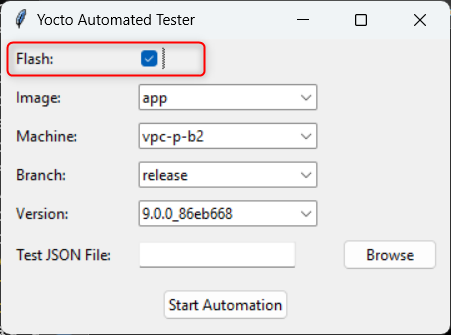 Yocto Automated Tester
Flash:
Image: app
Machine: vpc-p-b2
Branch: release
Version: 9.0.0_86eb668
Test JSON File: Browse
Start Automation